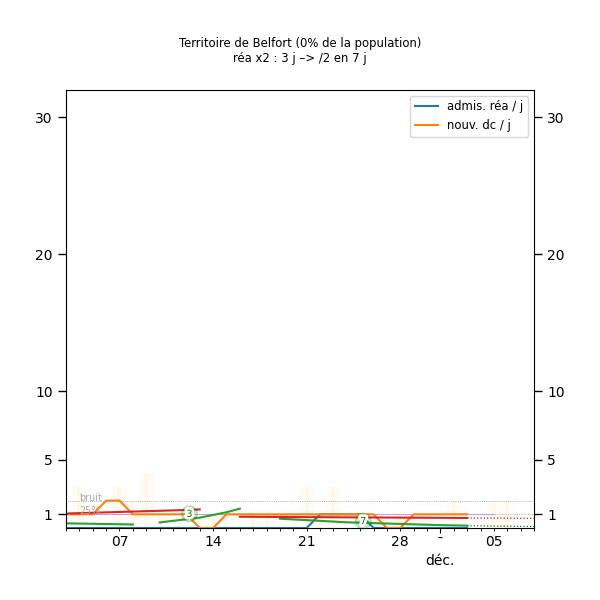 Territoire de Belfort (0% de la population)
réa x2 : 3 j –> /2 en 7 j
admis. réa / j
nouv. dc / j
30 30
20 20
10 10
5 5
bruit
25%
1 1
3
7
07 14 21 28 - 05
déc.